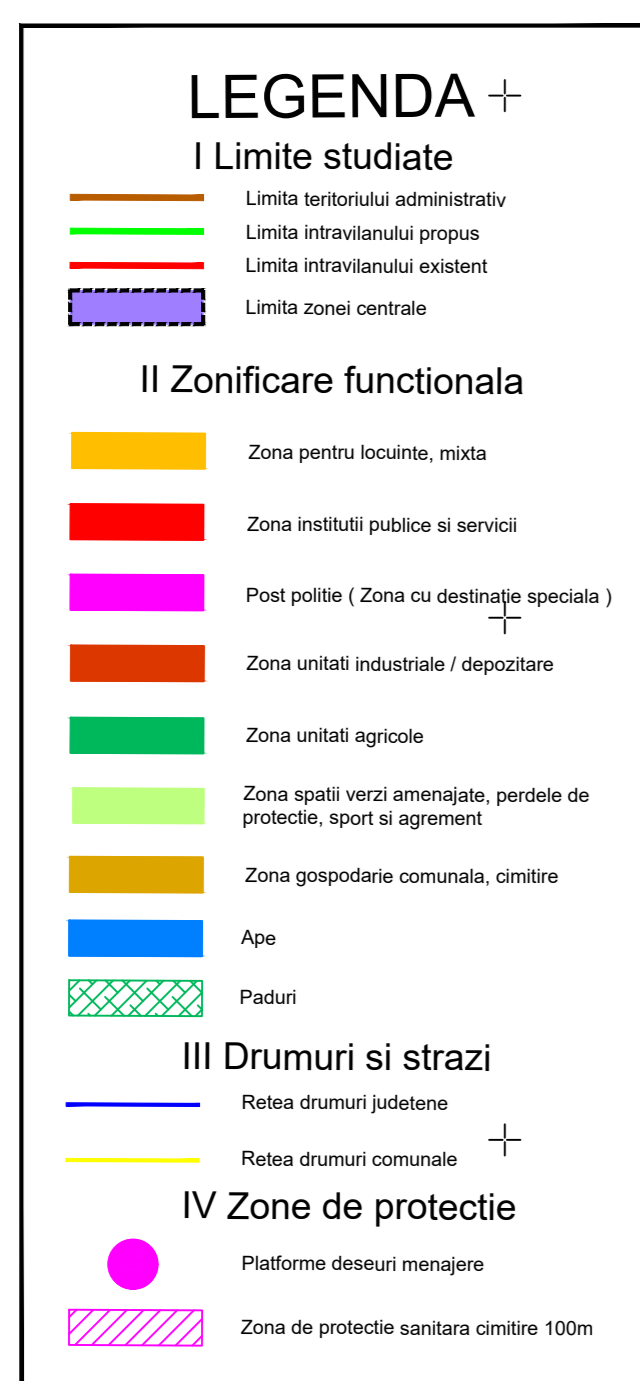 LEGENDA
I Limite studiate
Limita teritoriului administrativ
Limita intravilanului propus
Limita intravilanului existent
Limita zonei centrale
II Zonificare functionala
Zona pentru locuinte, mixta
Zona institutii publice si servicii
Post politie ( Zona cu destinatie speciala )
Zona unitati industriale / depozitare
Zona unitati agricole
Zona spatii verzi amenajate, perdele de
protectie, sport si agrement
Zona gospodarie comunala, cimitire
Ape
Paduri
III Drumuri si strazi
Retea drumuri judetene
Retea drumuri comunale
IV Zone de protectie
Platforme deseuri menajere
Zona de protectie sanitara cimitire 100m